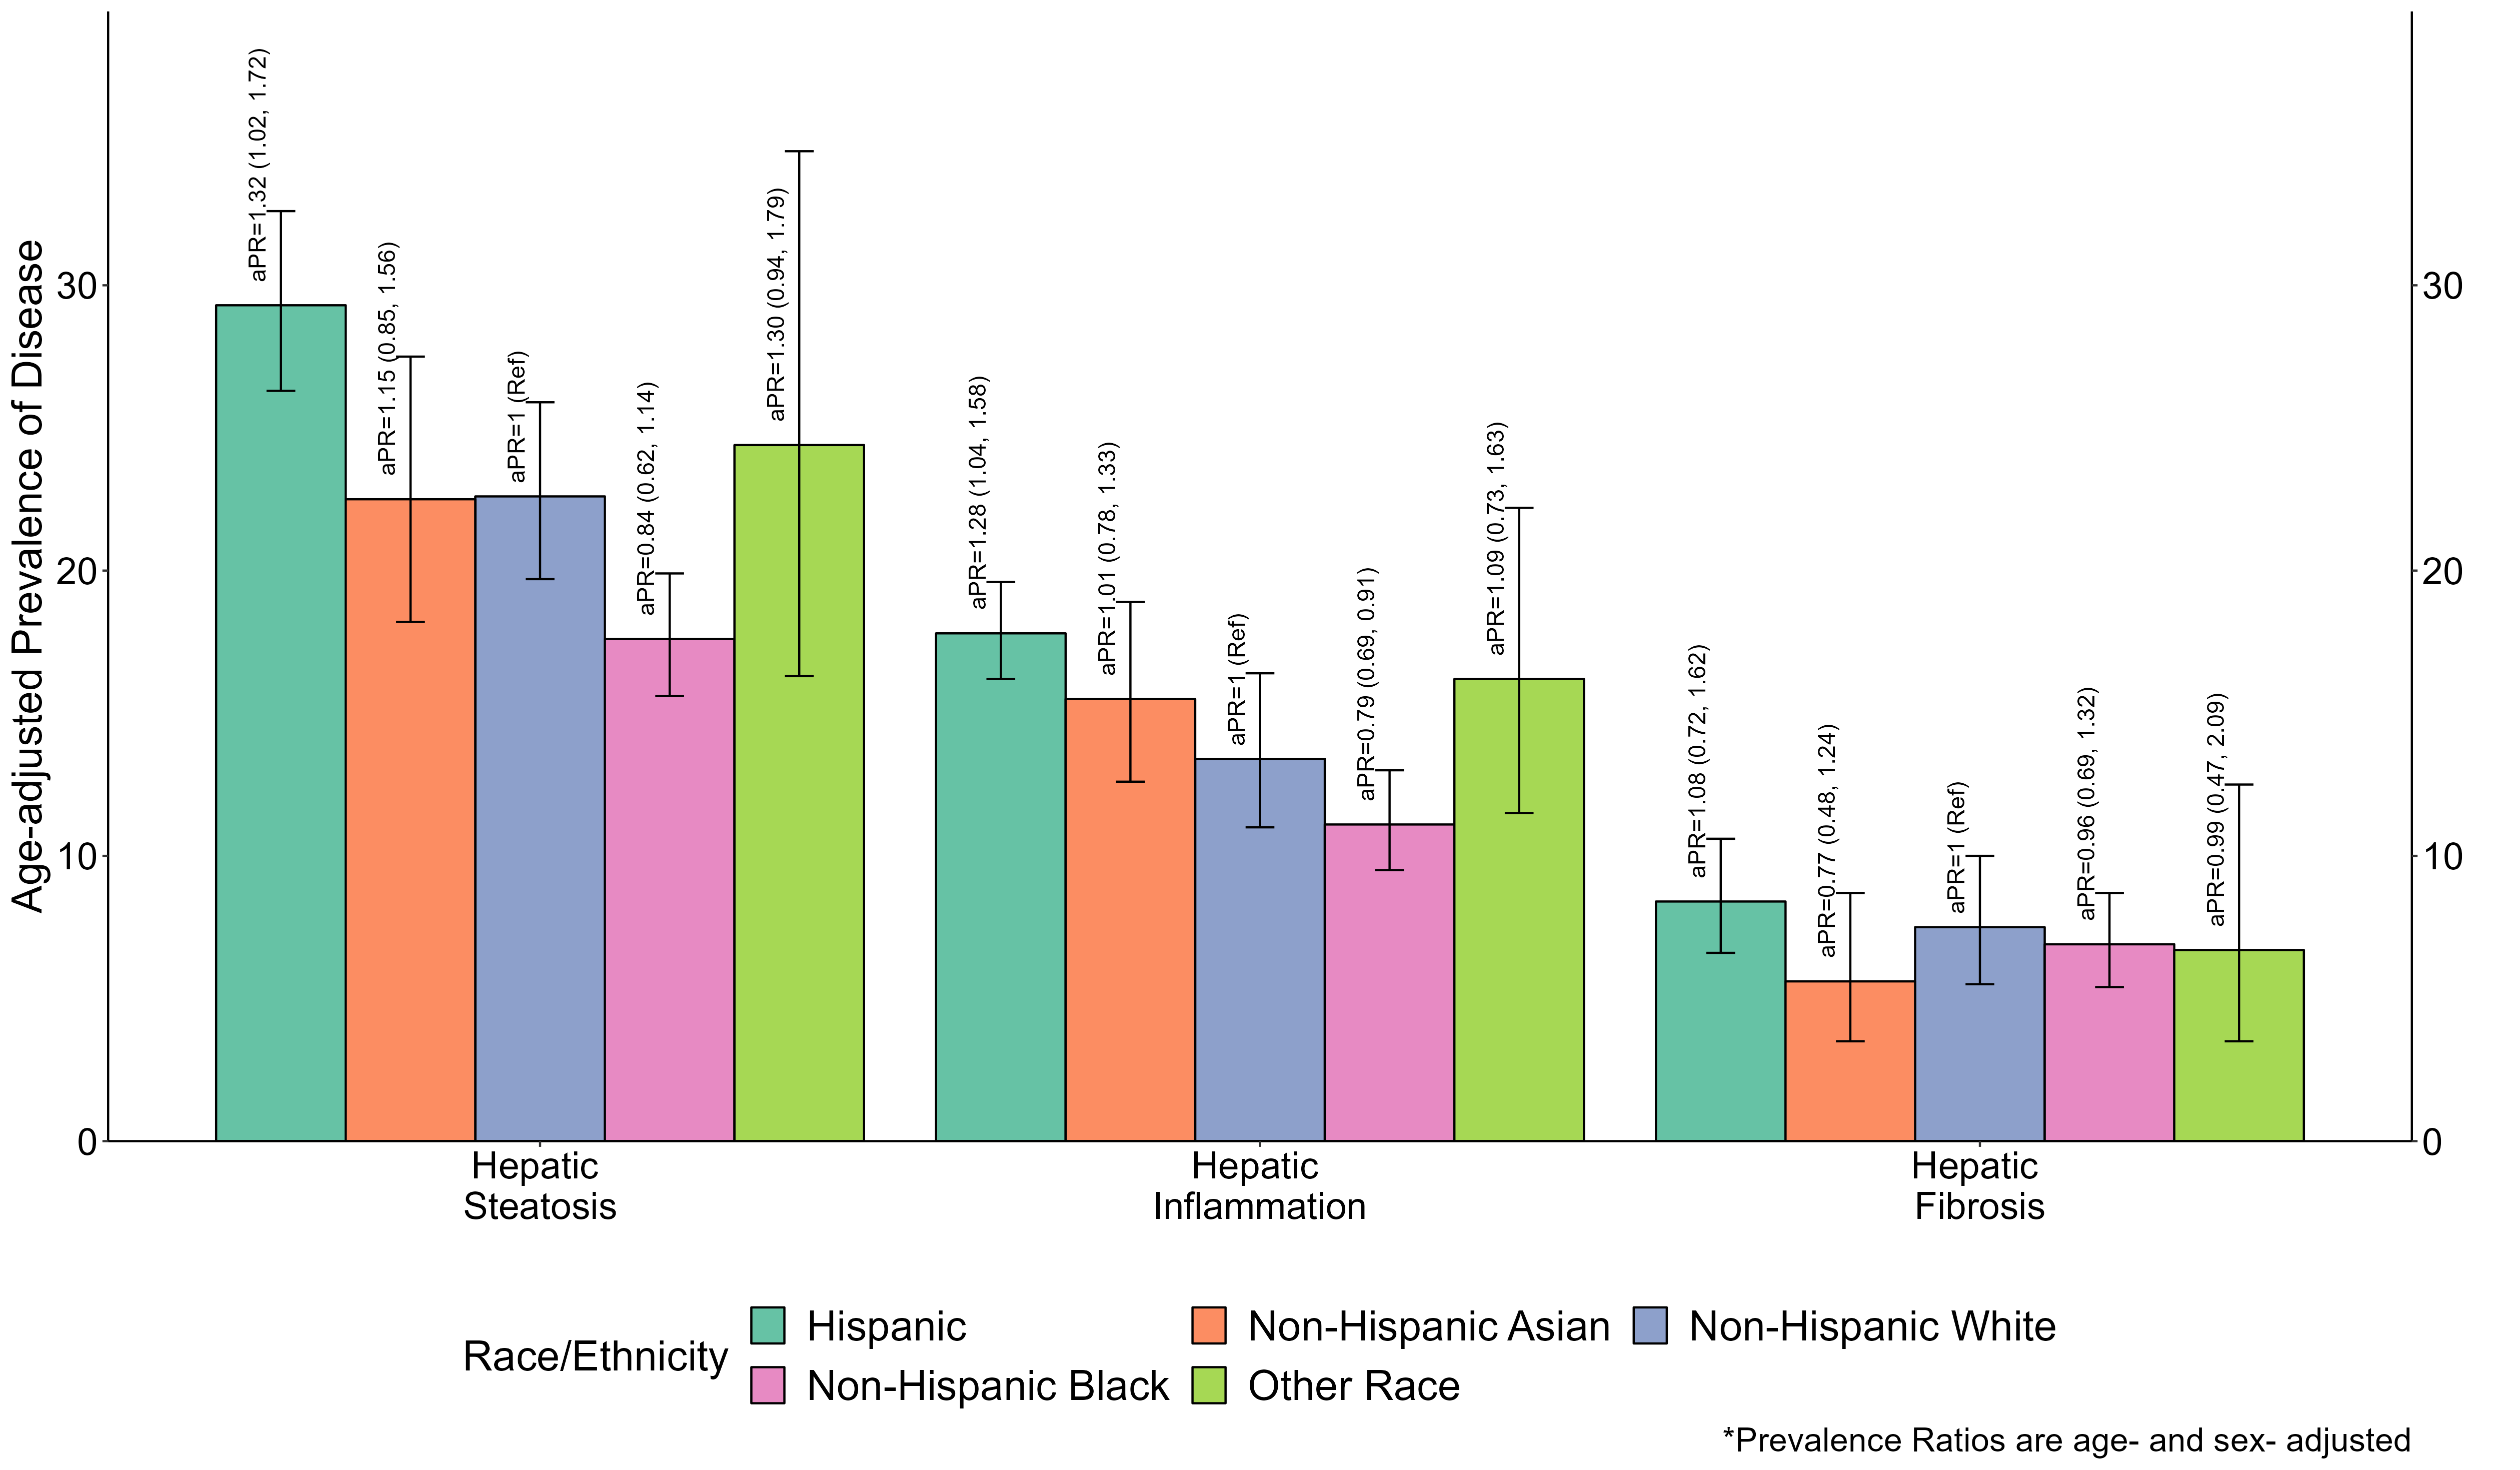 Age-adjusted Prevalence of Disease
30
20
10
0
aPR=1.32 (1.02, 1.72)
aPR=1.15 (0.85, 1.56)
aPR=1 (Ref)
aPR=0.84 (0.62, 1.14)
aPR=1.30 (0.94, 1.79)
aPR=1.28 (1.04, 1.58)
aPR=1.01 (0.78, 1.33)
aPR=1 (Ref)
aPR=0.79 (0.69, 0.91)
aPR=1.09 (0.73, 1.63)
aPR=1.08 (0.72, 1.62)
aPR=0.77 (0.48, 1.24)
aPR=1 (Ref)
aPR=0.96 (0.69, 1.32)
aPR=0.99 (0.47, 2.09)
30
20
10
0
Hepatic
Steatosis
Hepatic
Inflammation
Hepatic
Fibrosis
Race/Ethnicity
Hispanic
Non-Hispanic Asian
Non-Hispanic White
Non-Hispanic Black
Other Race
*Prevalence Ratios are age- and sex- adjusted